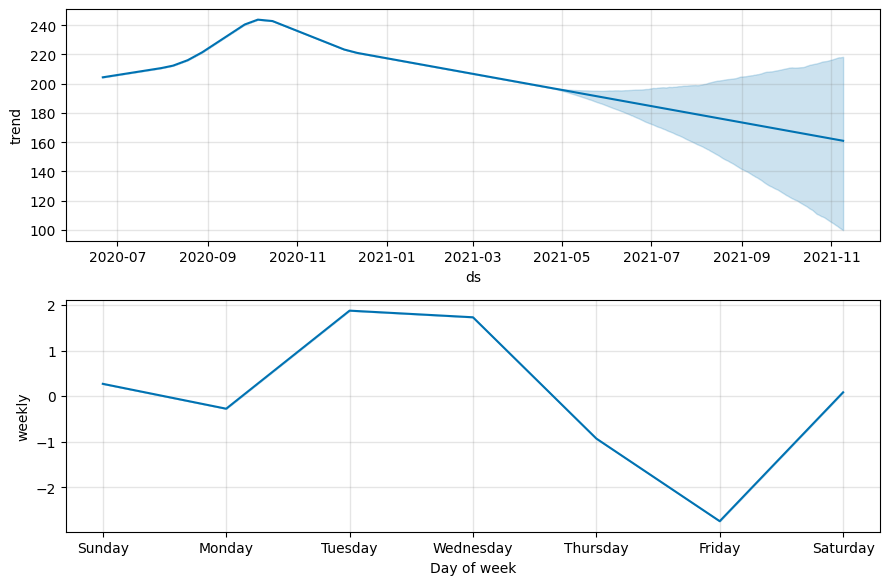 240
220
200
180
160
140
120
100
trend
2020-07 2020-09 2020-11 2021-01 2021-03 2021-05 2021-07 2021-09 2021-11
ds
2
1
0
−1
−2
weekly
Sunday Monday Tuesday Wednesday Thursday Friday Saturday
Day of week